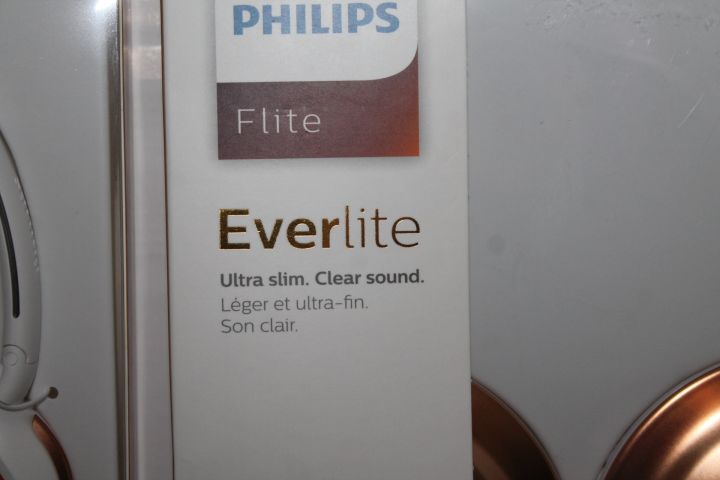 PHILIPS
Flite
Everlite
Ultra slim. Clear sound.
Léger et ultra-fin.
Son clair.